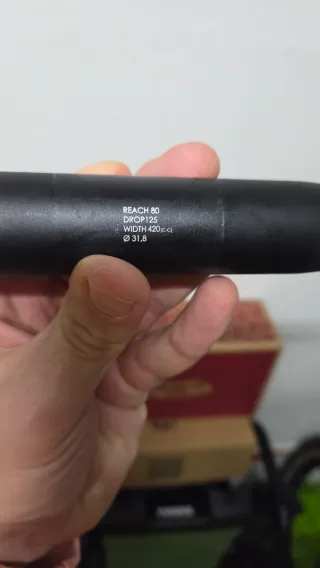 REACH 80
DROP125
WIDTH 420(C-C)
Ø 31,8